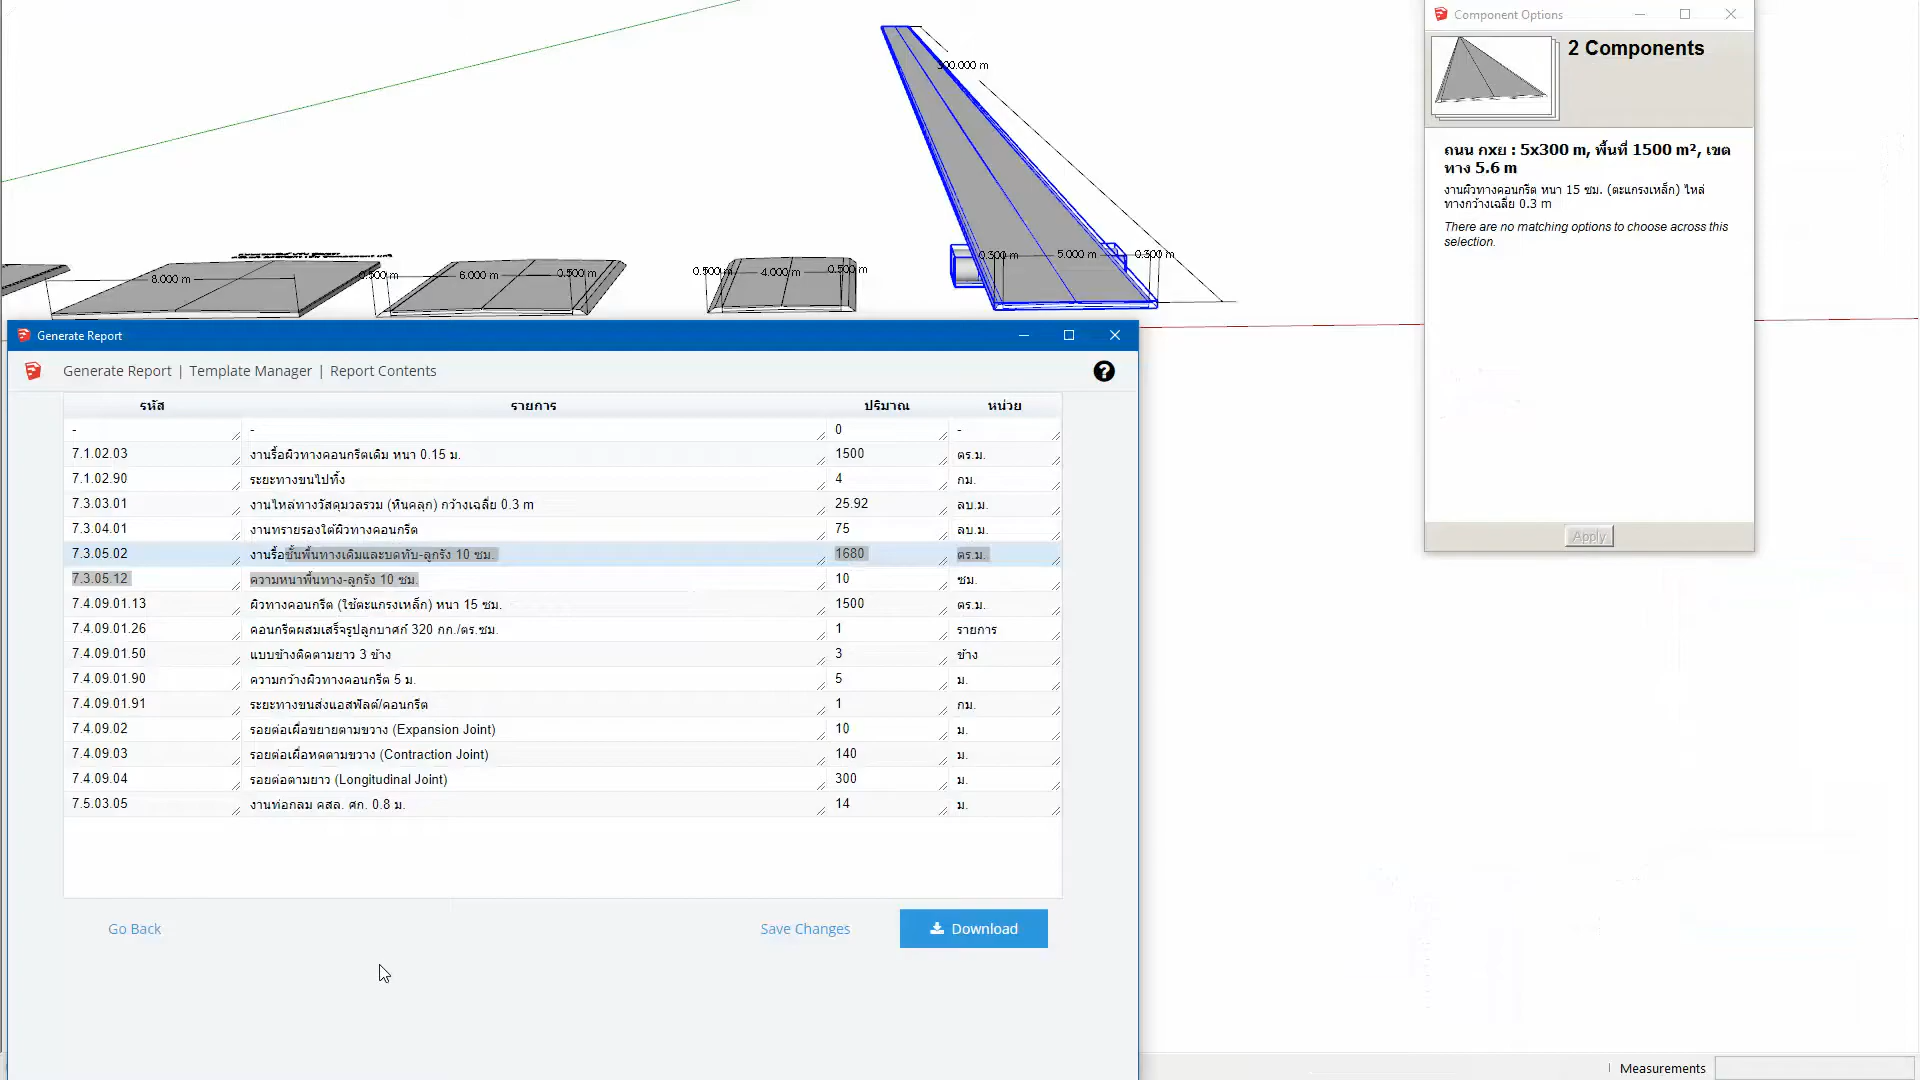 300.000 m
8.000 m
0.500 m
6.000 m
0.500 m
0.500 m
4.000 m
0.500 m
0.300 m
5.000 m
0.300 m
Component Options
2 Components
ถนน กxย : 5x300 m, พื้นที่ 1500 m², เขต
ทาง 5.6 m
งานผิวทางคอนกรีต หนา 15 ซม. (ตะแกรงเหล็ก) ไหล่
ทางกว้างเฉลี่ย 0.3 m
There are no matching options to choose across this
selection.
Apply
Generate Report
Generate Report | Template Manager | Report Contents
?
รหัส รายการ ปริมาณ หน่วย
- - 0 -
7.1.02.03 งานรื้อผิวทางคอนกรีตเดิม หนา 0.15 ม. 1500 ตร.ม.
7.1.02.90 ระยะทางขนไปทิ้ง 4 กม.
7.3.03.01 งานไหล่ทางวัสดุมวลรวม (หินคลุก) กว้างเฉลี่ย 0.3 m 25.92 ลบ.ม.
7.3.04.01 งานทรายรองใต้ผิวทางคอนกรีต 75 ลบ.ม.
7.3.05.02 งานรื้อชั้นพื้นทางเดิมและบดทับ-ลูกรัง 10 ซม. 1680 ตร.ม.
7.3.05.12 ความหนาพื้นทาง-ลูกรัง 10 ซม. 10 ซม.
7.4.09.01.13 ผิวทางคอนกรีต (ใช้ตะแกรงเหล็ก) หนา 15 ซม. 1500 ตร.ม.
7.4.09.01.26 คอนกรีตผสมเสร็จรูปลูกบาศก์ 320 กก./ตร.ซม. 1 รายการ
7.4.09.01.50 แบบข้างติดตามยาว 3 ข้าง 3 ข้าง
7.4.09.01.90 ความกว้างผิวทางคอนกรีต 5 ม. 5 ม.
7.4.09.01.91 ระยะทางขนส่งแอสฟัลต์/คอนกรีต 1 กม.
7.4.09.02 รอยต่อเผื่อขยายตามขวาง (Expansion Joint) 10 ม.
7.4.09.03 รอยต่อเผื่อหดตามขวาง (Contraction Joint) 140 ม.
7.4.09.04 รอยต่อตามยาว (Longitudinal Joint) 300 ม.
7.5.03.05 งานท่อกลม คสล. ศก. 0.8 ม. 14 ม.
Go Back
Save Changes
Download
Measurements